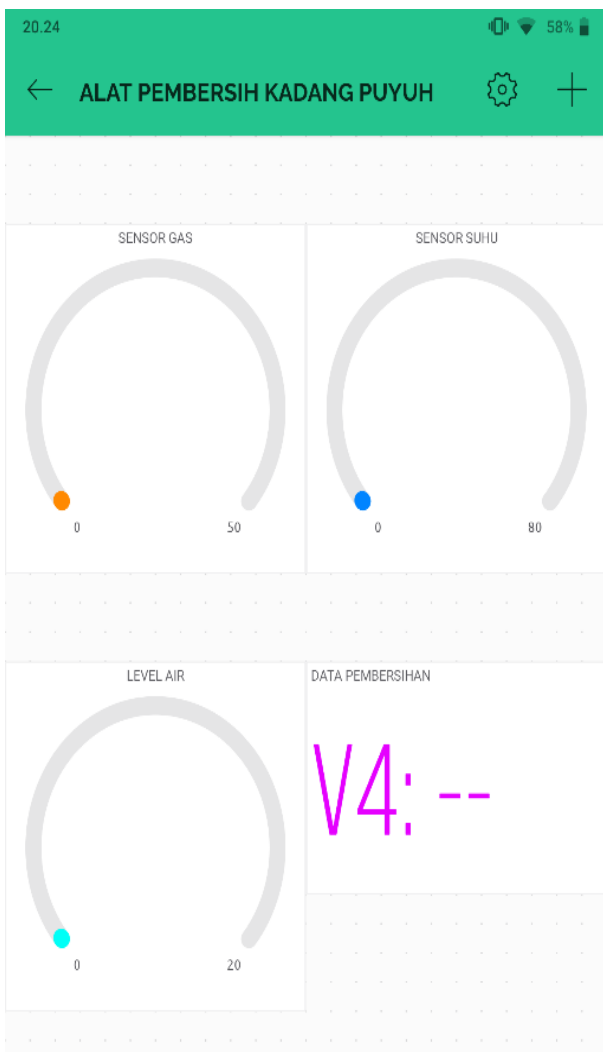 20.24 58%
ALAT PEMBERSIH KADANG PUYUH
SENSOR GAS
0 50
SENSOR SUHU
0 80
LEVEL AIR
0 20
DATA PEMBERSIHAN
V4: --